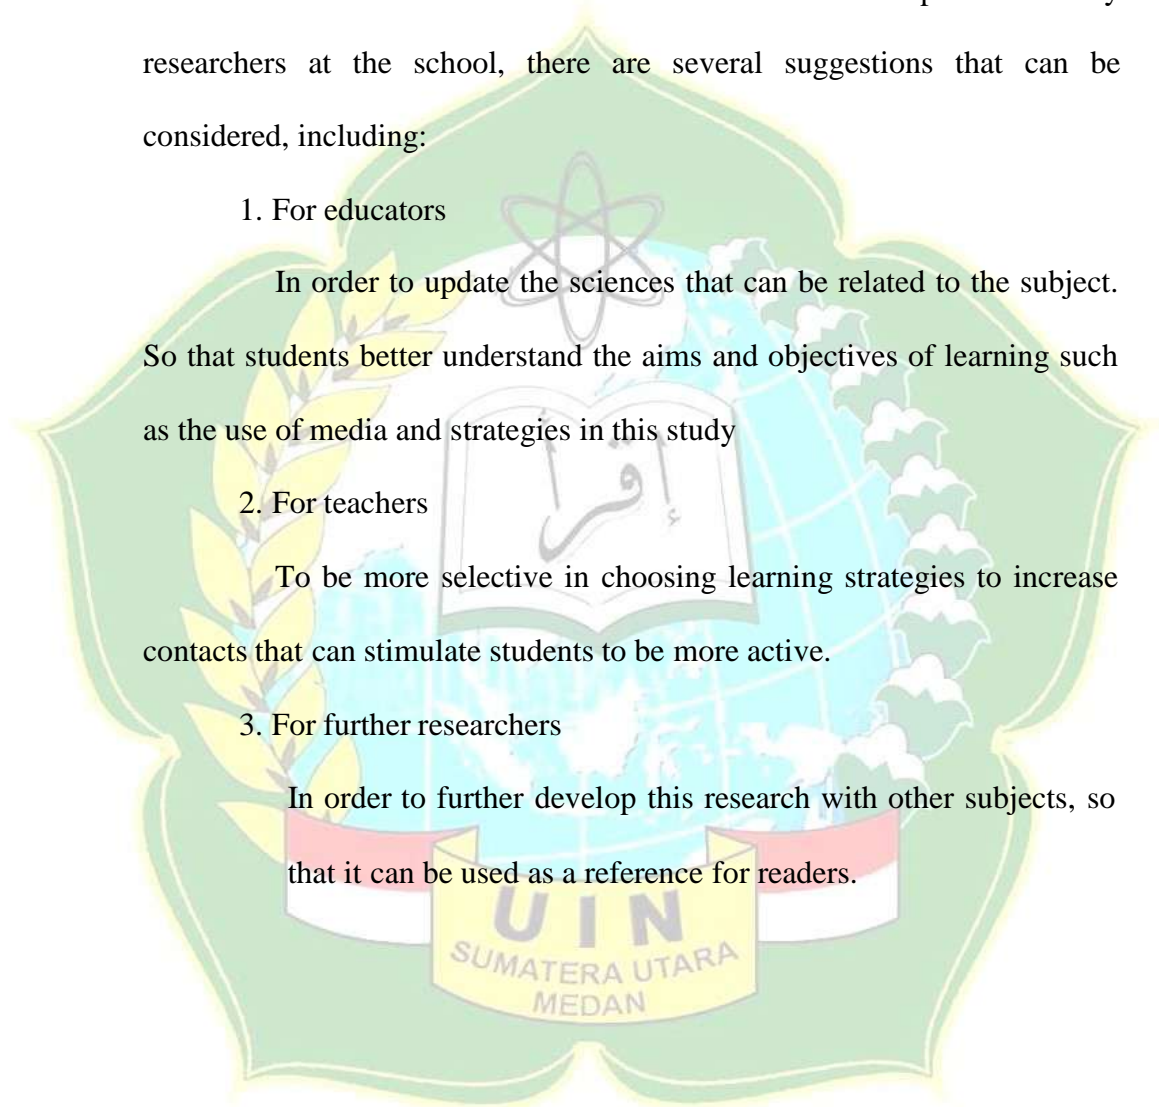 researchers at the school, there are several suggestions that can be
considered, including:
1. For educators
In order to update the sciences that can be related to the subject.
So that students better understand the aims and objectives of learning such
as the use of media and strategies in this study
إقرأ
2. For teachers
To be more selective in choosing learning strategies to increase
contacts that can stimulate students to be more active.
3. For further researchers
In order to further develop this research with other subjects, so
that it can be used as a reference for readers.
UIN
SUMATERA UTARA
MEDAN